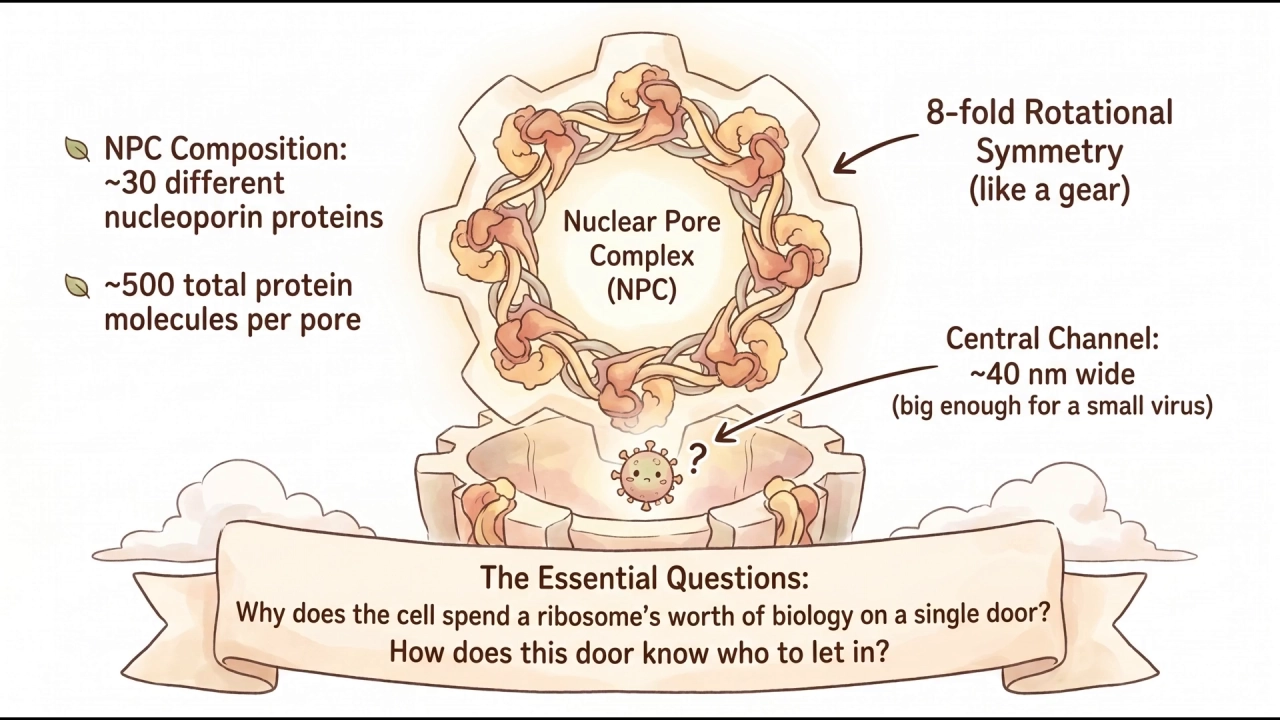 NPC Composition:
~30 different
nucleoporin proteins
~500 total protein
molecules per pore
Nuclear Pore
Complex
(NPC)
8-fold Rotational
Symmetry
(like a gear)
Central Channel:
~40 nm wide
(big enough for a small virus)
?
The Essential Questions:
Why does the cell spend a ribosome's worth of biology on a single door?
How does this door know who to let in?